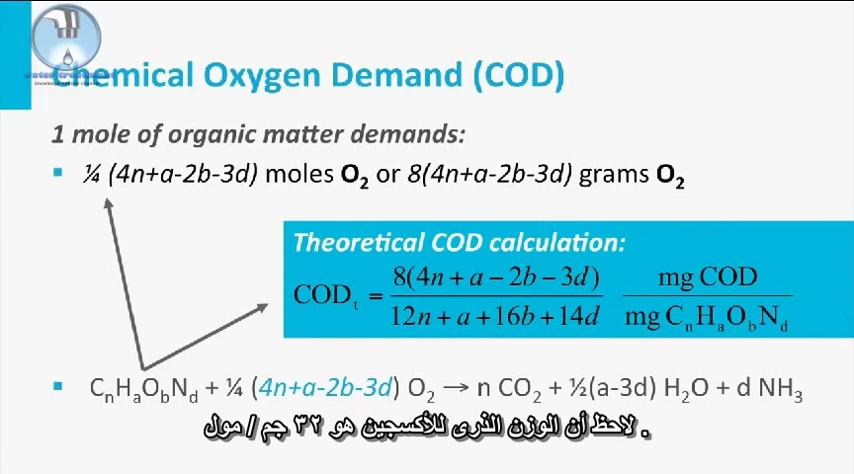 Chemical Oxygen Demand (COD)
1 mole of organic matter demands:
▪ ¼ (4n+a-2b-3d) moles O₂ or 8(4n+a-2b-3d) grams O₂
Theoretical COD calculation:
CODₜ = 8(4n + a − 2b − 3d) / 12n + a + 16b + 14d   mg COD / mg CₙHₐO_bN_d
▪ CₙHₐO_bN_d + ¼ (4n+a-2b-3d) O₂ → n CO₂ + ½(a-3d) H₂O + d NH₃
لاحظ أن الوزن الذرى للأكسجين هو ٣٢ جم / مول .